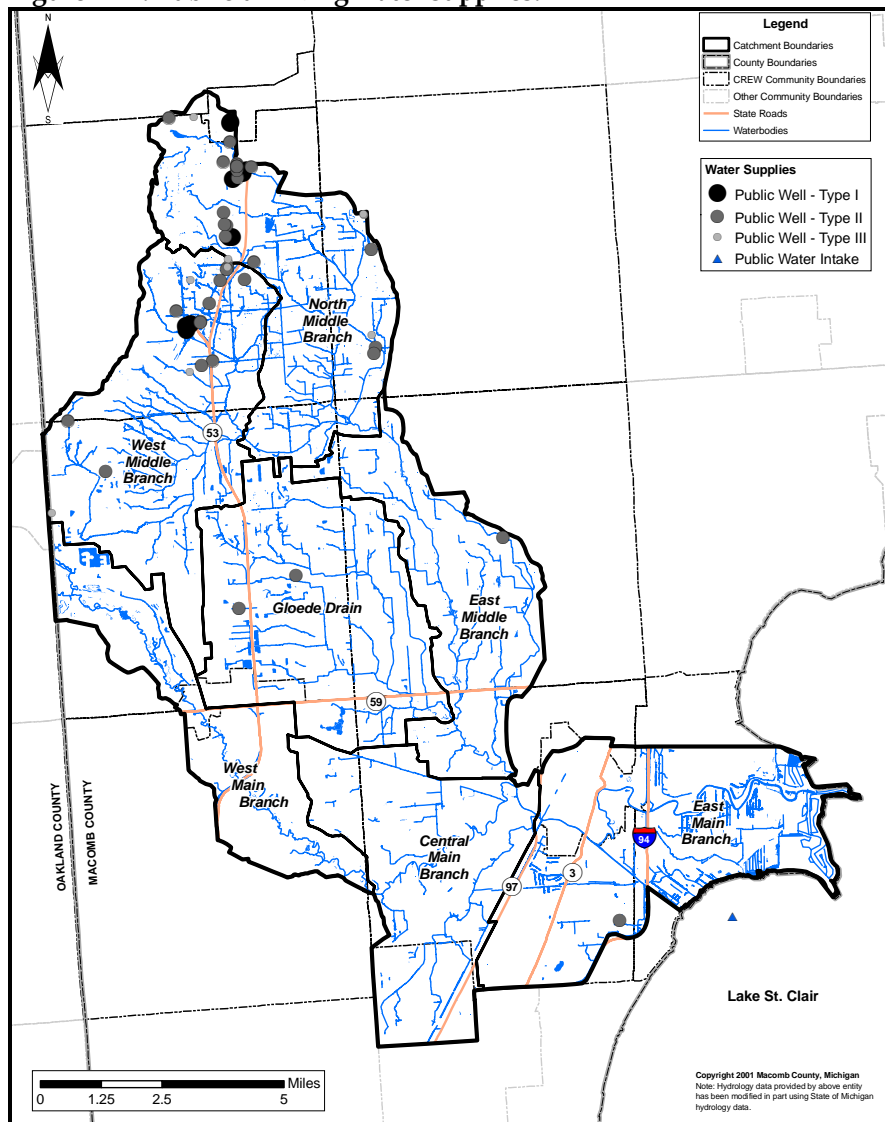 N
S
Legend
Catchment Boundaries
County Boundaries
CREW Community Boundaries
Other Community Boundaries
State Roads
Waterbodies
Water Supplies
Public Well - Type I
Public Well - Type II
Public Well - Type III
Public Water Intake
North
Middle
Branch
53
West
Middle
Branch
Gloede Drain
East
Middle
Branch
59
West
Main
Branch
OAKLAND COUNTY
MACOMB COUNTY
Central
Main
Branch
East
Main
Branch
94
97
3
Lake St. Clair
Miles
0 1.25 2.5 5
Copyright 2001 Macomb County, Michigan
Note: Hydrology data provided by above entity
has been modified in part using State of Michigan
hydrology data.